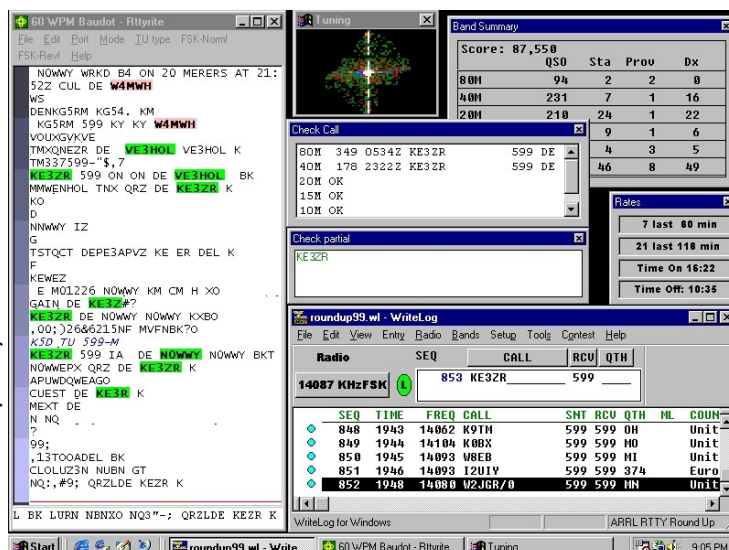 60 WPM Baudot - Rttyrite
File Edit Port Mode TU type FSK-Norm!
FSK-Rev! Help
N0WWY WRKD B4 ON 20 MERERS AT 21:
52Z CUL DE W4MWH
WS
DENKG5RM KG54. KM
KG5RM 599 KY KY W4MWH
VOUXGVKVE
TMXQNEZR DE VE3HOL VE3HOL K
TM337599-"$,7
KE3ZR 599 ON ON DE VE3HOL BK
MMWENHOL TNX QRZ DE KE3ZR K
KO
D
NNWWY IZ
G
TSTQCT DEPE3APVZ KE ER DEL K
F
KEWEZ
E M01226 N0WWY KM CM H XO
GAIN DE KE3Z#?
KE3ZR DE N0WWY N0WWY KXBO
,00;)26&6215NF MVFNBK?O
K5D TU 599-M
KE3ZR 599 IA DE N0WWY N0WWY BKT
NOWWEPX QRZ DE KE3ZR K
APUWDQWEAGO
CUEST DE KE3R K
MEXT DE
N NQ . .
?
99;
,13TOOAEL BK
CLOLUZ3N NUBN GT
NQ:,#9; QRZLDE KEZR K
L BK LURN NBNXO NQ3"-; QRZLDE KEZR K
Tuning
Band Summary
Score: 87,550
QSO Sta Prov Dx
80M 94 2 2 0
40M 231 7 1 16
20M 210 24 1 22
9 1 6
4 3 5
46 8 49
Check Call
80M 349 0534Z KE3ZR 599 DE
40M 178 2322Z KE3ZR 599 DE
20M OK
15M OK
10M OK
Check partial
KE3ZR
Rates
7 last 60 min
21 last 116 min
Time On 16:22
Time Off: 10:35
roundup99.wl - WriteLog
File Edit View Entry Radio Bands Setup Tools Contest Help
Radio SEQ CALL RCV QTH
14087 KHzFSK L 853 KE3ZR 599
SEQ TIME FREQ CALL SNT RCV QTH ML COUN
848 1943 14062 K9TM 599 599 OH Unit
849 1944 14104 K0BX 599 599 MO Unit
850 1945 14093 W8EB 599 599 MI Unit
851 1946 14093 I2UIY 599 599 374 Euro
852 1948 14080 W2JGR/0 599 599 MN Unit
WriteLog for Windows ARRL RTTY Round Up
Start roundup99.wl - Write... 60 WPM Baudot - Rttyrite Tuning 9:05 PM